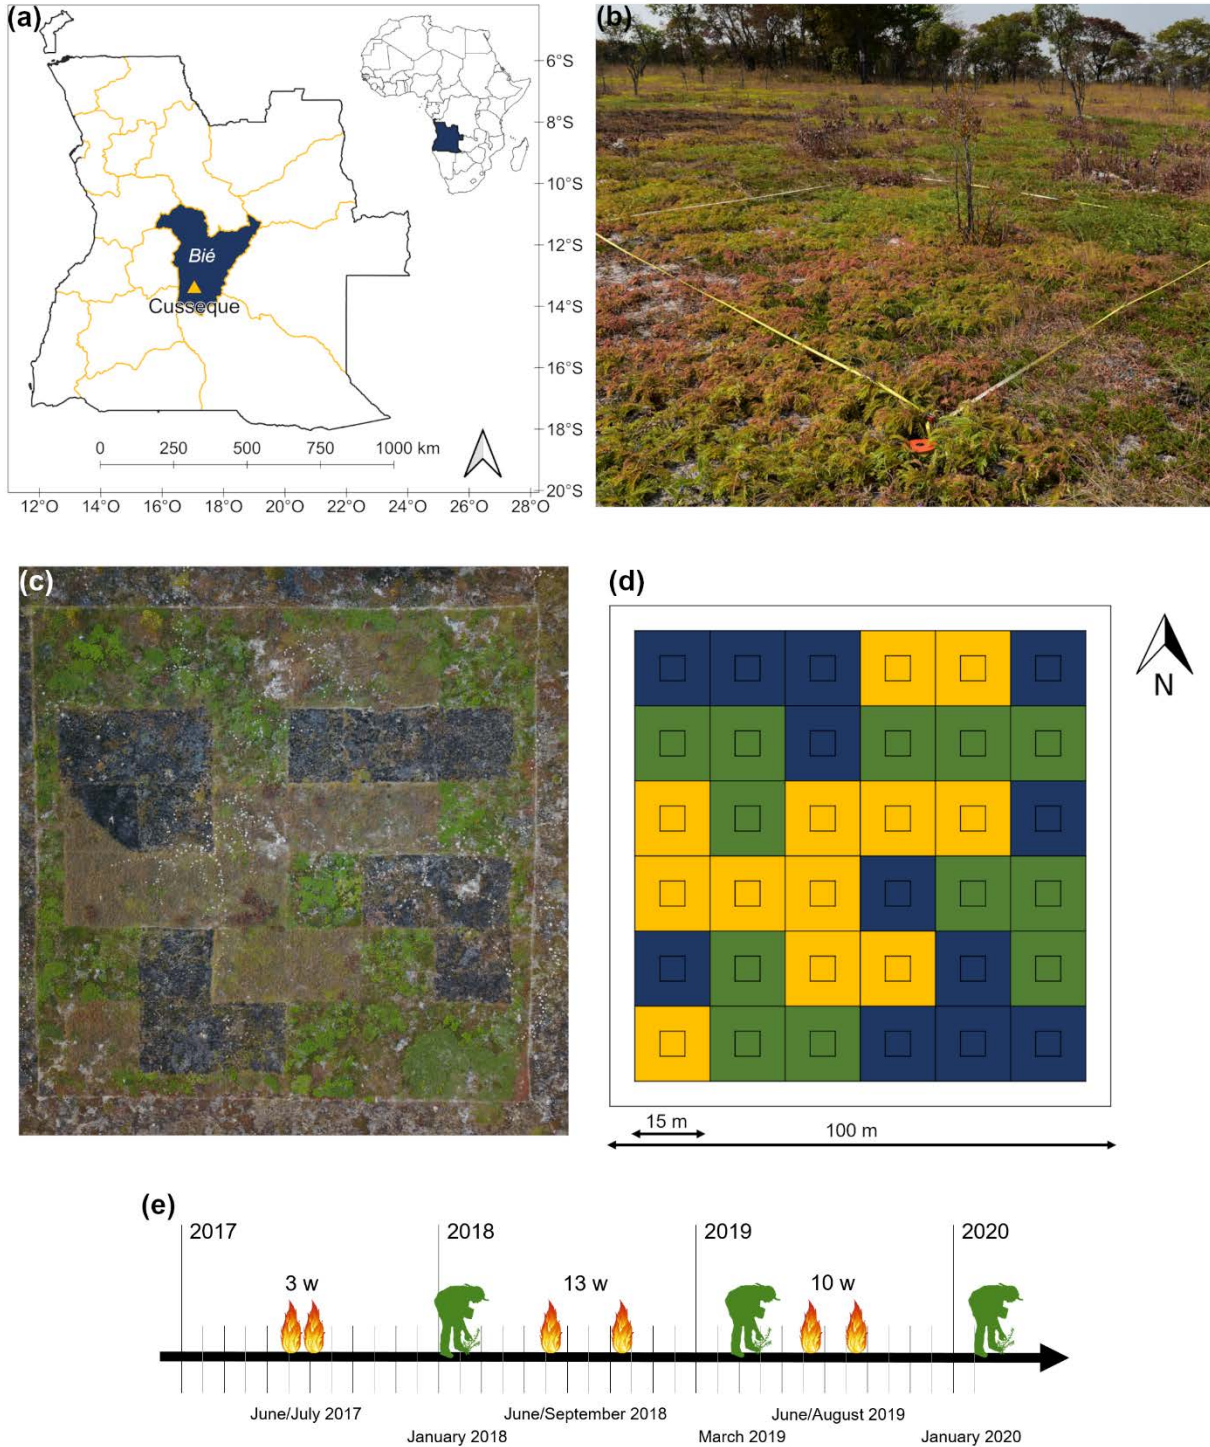 (a)
6°S
8°S
10°S
12°S
14°S
16°S
18°S
20°S
Bié
Cusseque
0 250 500 750 1000 km
12°O 14°O 16°O 18°O 20°O 22°O 24°O 26°O 28°O
(b)
(c)
(d)
N
15 m
100 m
(e)
2017 2018 2019 2020
3 w 13 w 10 w
June/July 2017 June/September 2018 June/August 2019
January 2018 March 2019 January 2020